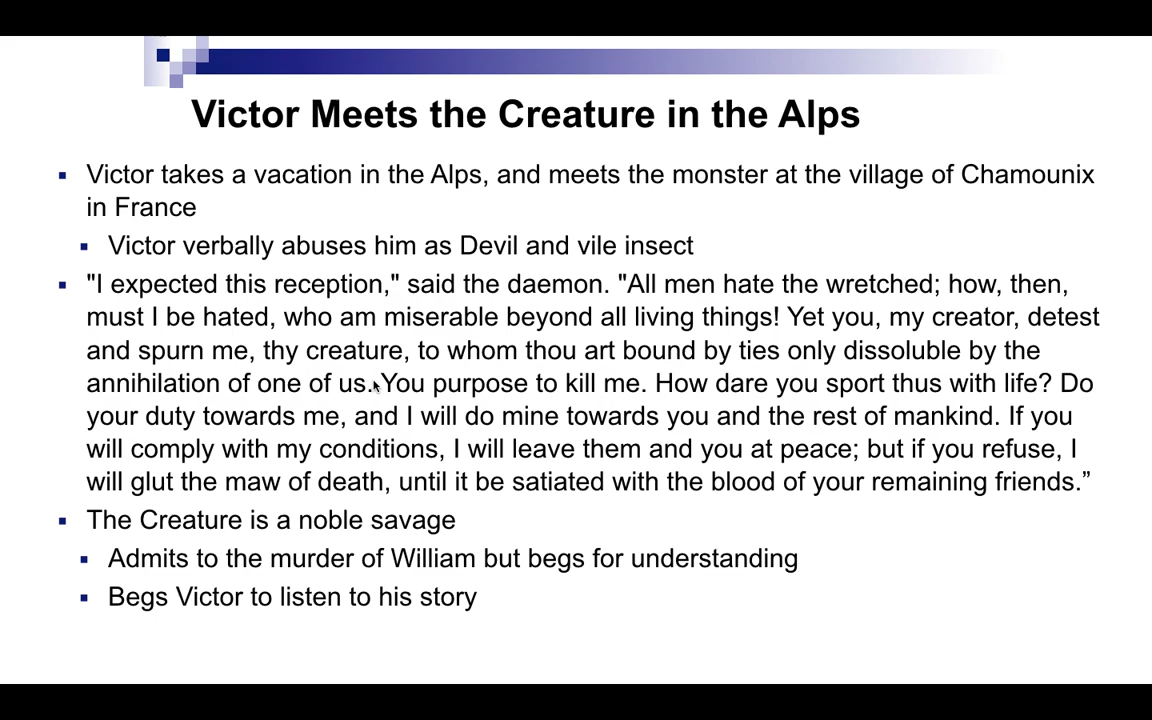 Victor Meets the Creature in the Alps
Victor takes a vacation in the Alps, and meets the monster at the village of Chamounix
in France
Victor verbally abuses him as Devil and vile insect
"I expected this reception," said the daemon. "All men hate the wretched; how, then,
must I be hated, who am miserable beyond all living things! Yet you, my creator, detest
and spurn me, thy creature, to whom thou art bound by ties only dissoluble by the
annihilation of one of us. You purpose to kill me. How dare you sport thus with life? Do
your duty towards me, and I will do mine towards you and the rest of mankind. If you
will comply with my conditions, I will leave them and you at peace; but if you refuse, I
will glut the maw of death, until it be satiated with the blood of your remaining friends.”
The Creature is a noble savage
Admits to the murder of William but begs for understanding
Begs Victor to listen to his story